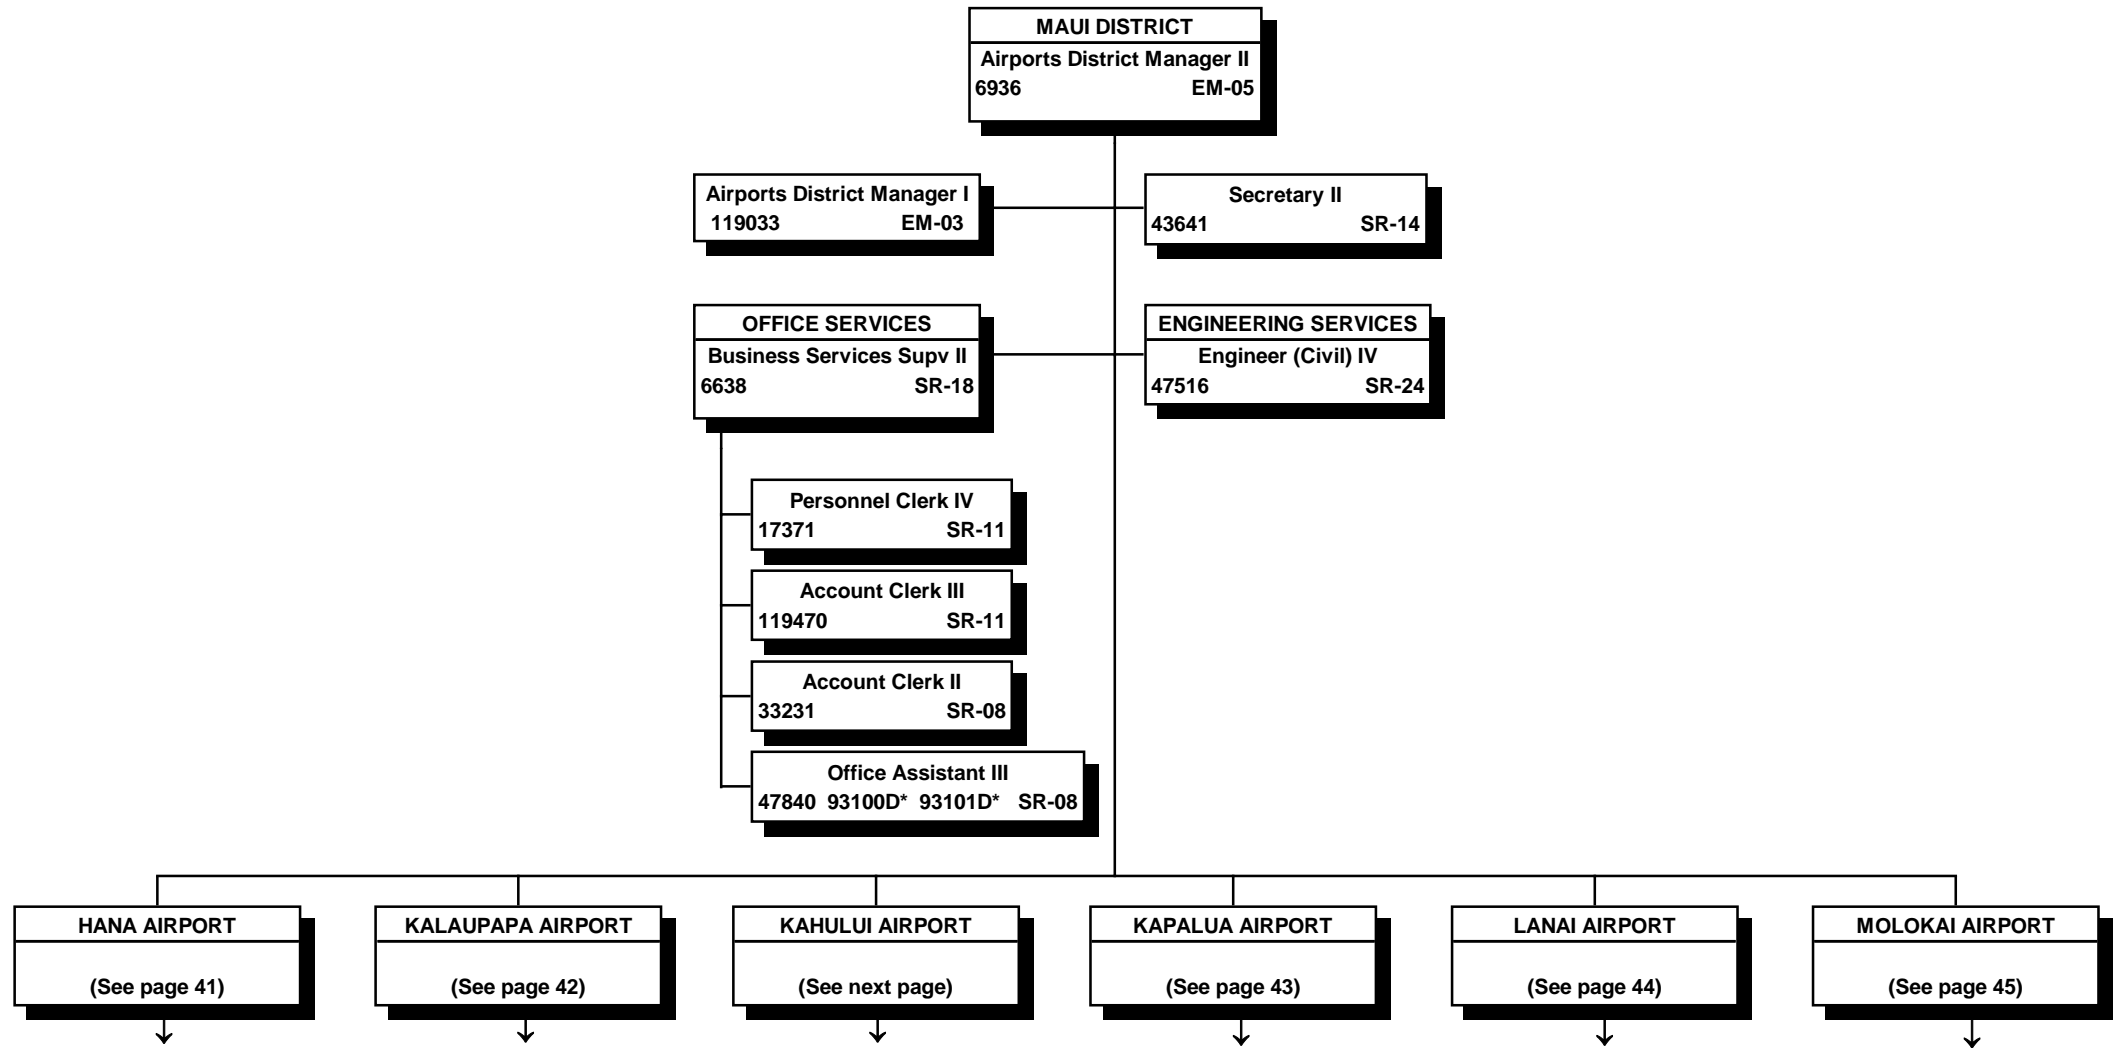 MAUI DISTRICT
Airports District Manager II
6936 EM-05
Airports District Manager I
119033 EM-03
Secretary II
43641 SR-14
OFFICE SERVICES
Business Services Supv II
6638 SR-18
ENGINEERING SERVICES
Engineer (Civil) IV
47516 SR-24
Personnel Clerk IV
17371 SR-11
Account Clerk III
119470 SR-11
Account Clerk II
33231 SR-08
Office Assistant III
47840 93100D* 93101D* SR-08
HANA AIRPORT
(See page 41)
KALAUPAPA AIRPORT
(See page 42)
KAHULUI AIRPORT
(See next page)
KAPALUA AIRPORT
(See page 43)
LANAI AIRPORT
(See page 44)
MOLOKAI AIRPORT
(See page 45)